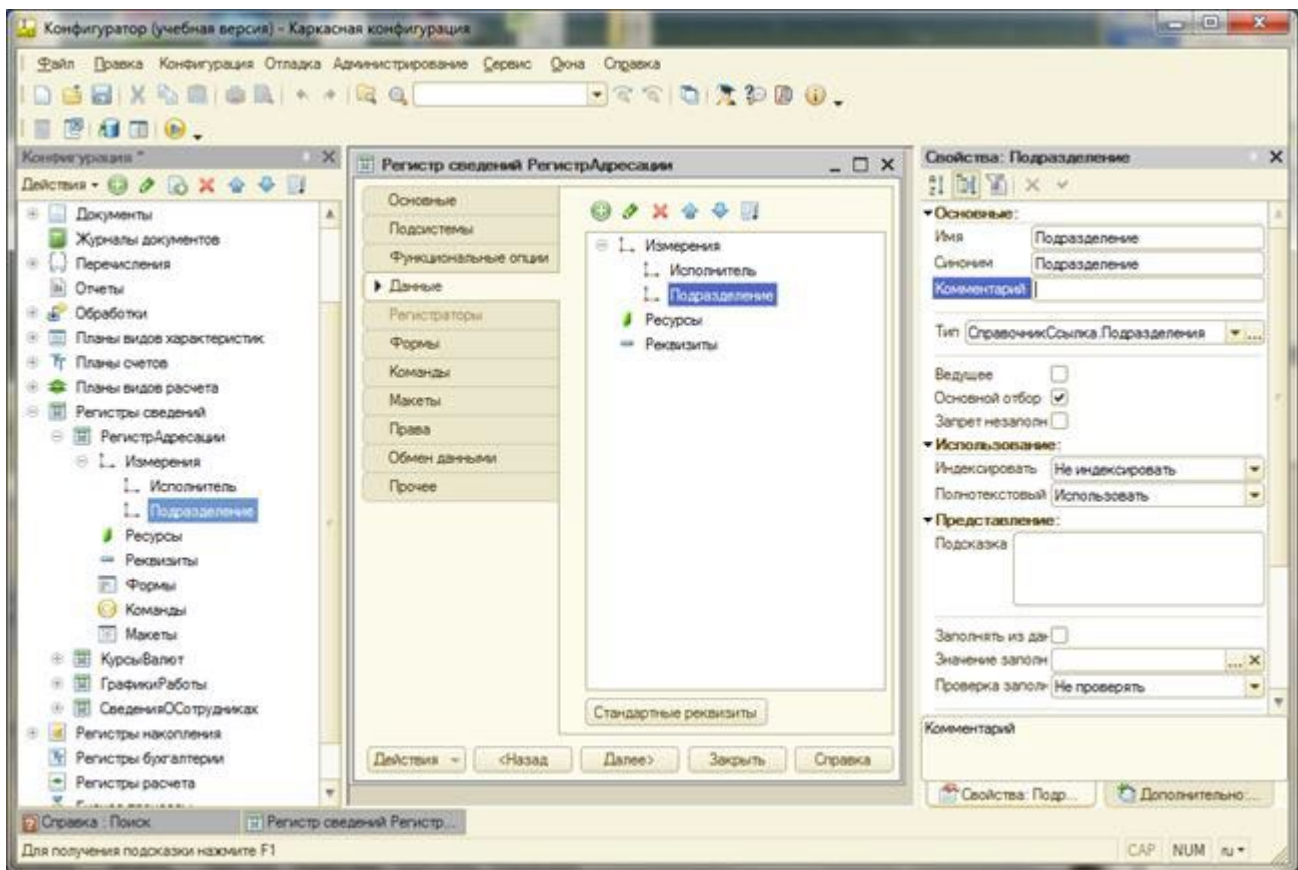 Конфигуратор (учебная версия) - Каркасная конфигурация
Файл Правка Конфигурация Отладка Администрирование Сервис Окна Справка
Конфигурация *
Действия
Документы
Журналы документов
Перечисления
Отчеты
Обработки
Планы видов характеристик
Планы счетов
Планы видов расчета
Регистры сведений
РегистрАдресации
Измерения
Исполнитель
Подразделение
Ресурсы
Реквизиты
Формы
Команды
Макеты
КурсыВалют
ГрафикиРаботы
СведенияОСотрудниках
Регистры накопления
Регистры бухгалтерии
Регистры расчета
Регистр сведений РегистрАдресации
Основные
Подсистемы
Функциональные опции
Данные
Регистраторы
Формы
Команды
Макеты
Права
Обмен данными
Прочее
Измерения
Исполнитель
Подразделение
Ресурсы
Реквизиты
Стандартные реквизиты
Действия <Назад Далее> Закрыть Справка
Свойства: Подразделение
Основные:
Имя Подразделение
Синоним Подразделение
Комментарий
Тип СправочникСсылка.Подразделения ...
Ведущее
Основной отбор
Запрет незаполн
Использование:
Индексировать Не индексировать
Полнотекстовый Использовать
Представление:
Подсказка
Заполнять из дан
Значение заполн ... X
Проверка заполн Не проверять
Комментарий
Свойства: Подр... Дополнительно:...
Справка : Поиск Регистр сведений Регистр...
Для получения подсказки нажмите F1 CAP NUM ru